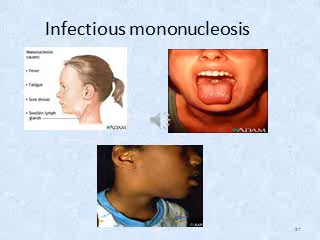 Infectious mononucleosis
Mononucleosis
causes:
• Fever
• Fatigue
• Sore throat
• Swollen lymph
glands
ADAM
ADAM